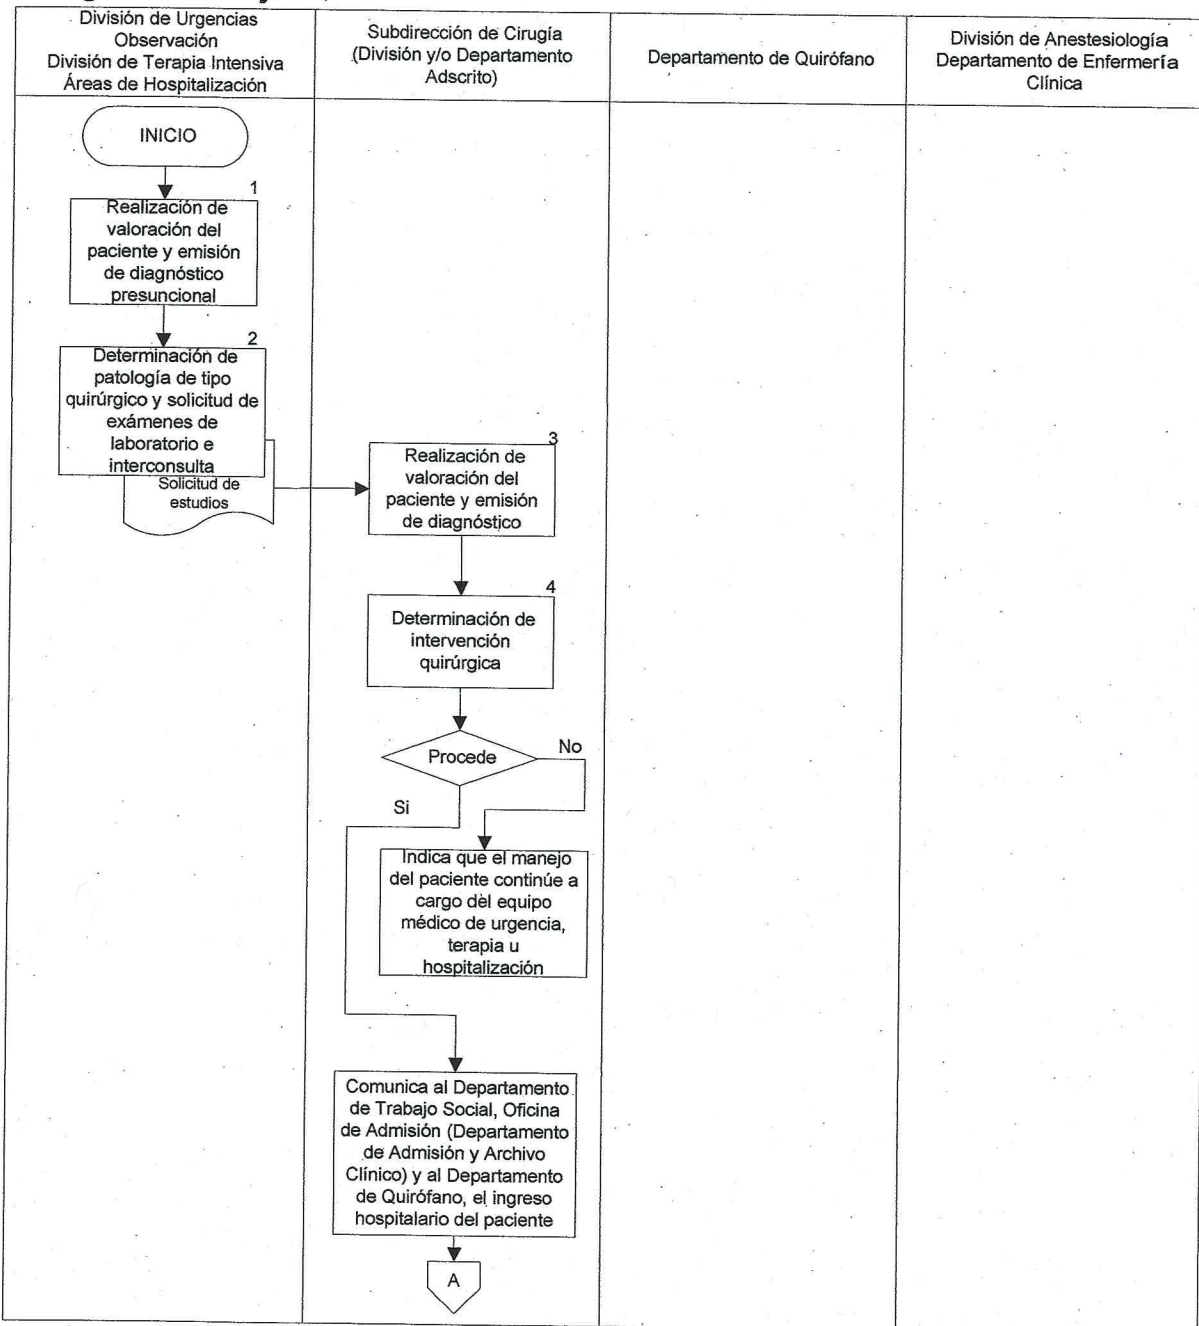 División de Urgencias
Observación
División de Terapia Intensiva
Áreas de Hospitalización
Subdirección de Cirugía
(División y/o Departamento
Adscrito)
Departamento de Quirófano
División de Anestesiología
Departamento de Enfermería
Clínica
INICIO
1
Realización de
valoración del
paciente y emisión
de diagnóstico
presuncional
2
Determinación de
patología de tipo
quirúrgico y solicitud de
exámenes de
laboratorio e
interconsulta
Solicitud de
estudios
3
Realización de
valoración del
paciente y emisión
de diagnóstico
4
Determinación de
intervención
quirúrgica
Procede
No
Si
Indica que el manejo
del paciente continúe a
cargo del equipo
médico de urgencia,
terapia u
hospitalización
Comunica al Departamento
de Trabajo Social, Oficina
de Admisión (Departamento
de Admisión y Archivo
Clínico) y al Departamento
de Quirófano, el ingreso
hospitalario del paciente
A